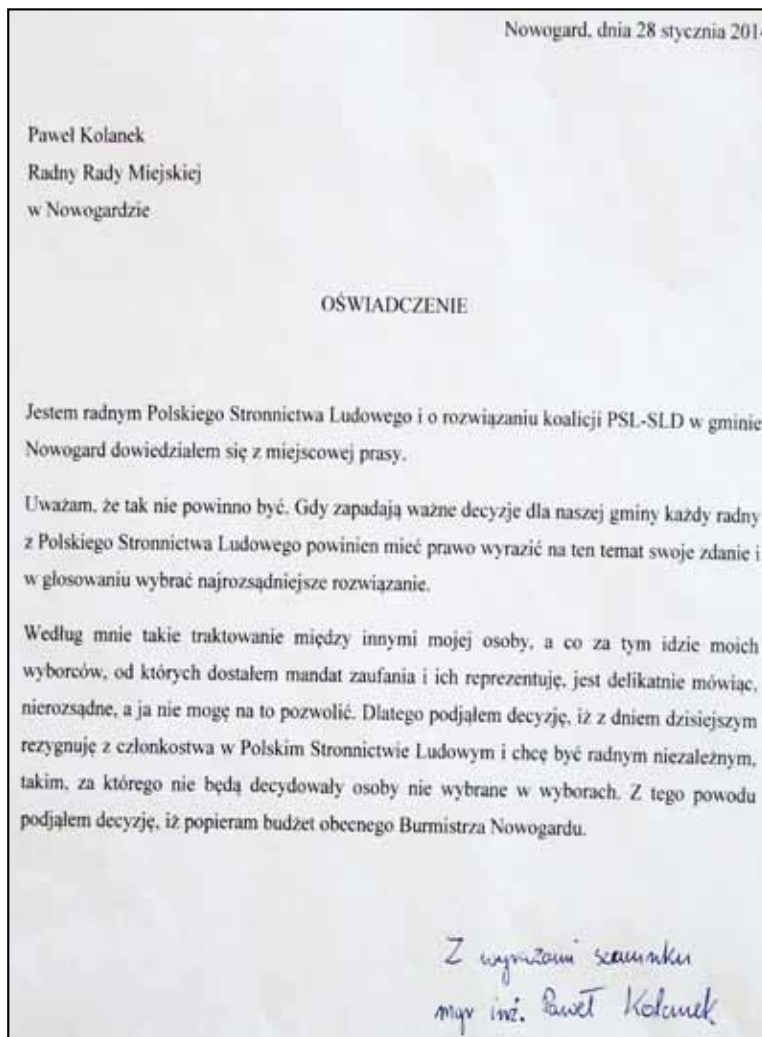 Nowogard, dnia 28 stycznia 2014
Paweł Kolanek
Radny Rady Miejskiej
w Nowogardzie
OŚWIADCZENIE
Jestem radnym Polskiego Stronnictwa Ludowego i o rozwiązaniu koalicji PSL-SLD w gminie
Nowogard dowiedziałem się z miejscowej prasy.
Uważam, że tak nie powinno być. Gdy zapadają ważne decyzje dla naszej gminy każdy radny
z Polskiego Stronnictwa Ludowego powinien mieć prawo wyrazić na ten temat swoje zdanie i
w głosowaniu wybrać najrozsądniejsze rozwiązanie.
Według mnie takie traktowanie między innymi mojej osoby, a co za tym idzie moich
wyborców, od których dostałem mandat zaufania i ich reprezentuję, jest delikatnie mówiąc,
nierozsądne, a ja nie mogę na to pozwolić. Dlatego podjąłem decyzję, iż z dniem dzisiejszym
rezygnuję z członkostwa w Polskim Stronnictwie Ludowym i chcę być radnym niezależnym,
takim, za którego nie będą decydowały osoby nie wybrane w wyborach. Z tego powodu
podjąłem decyzję, iż popieram budżet obecnego Burmistrza Nowogardu.
Z wyrazami szacunku
mgr inż. Paweł Kolanek